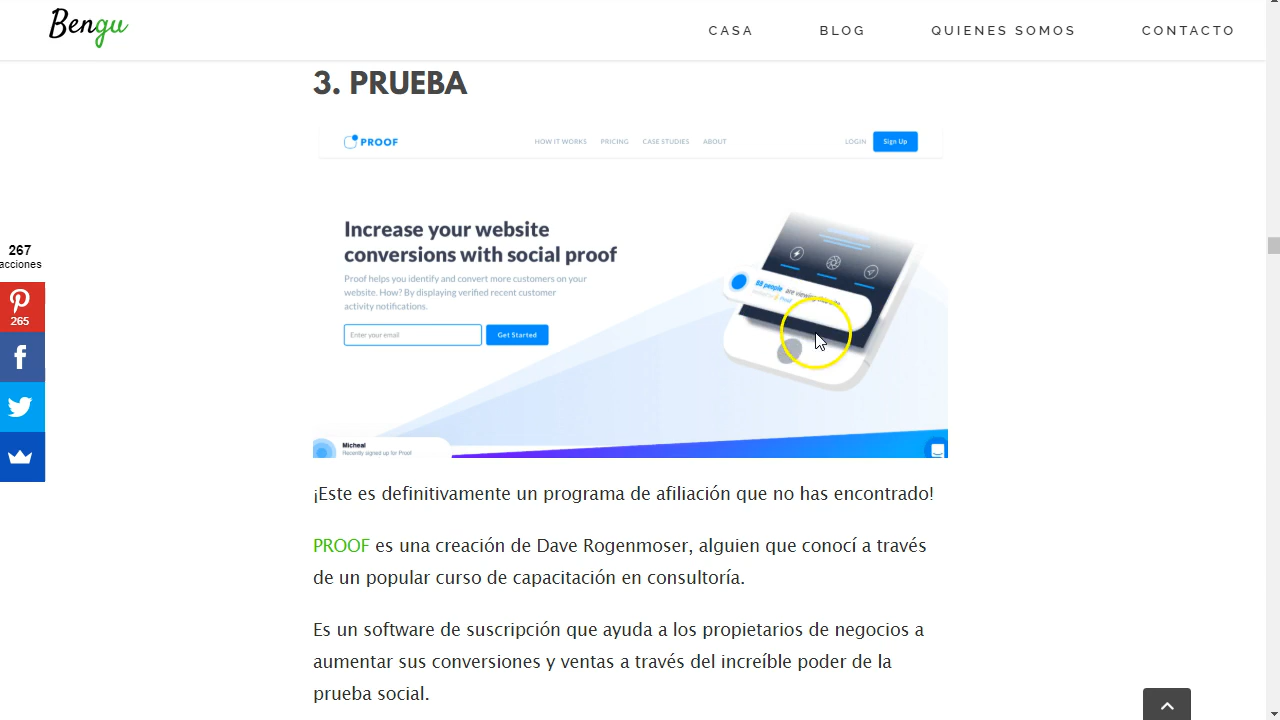 Bengu
CASA BLOG QUIENES SOMOS CONTACTO
3. PRUEBA
PROOF
HOW IT WORKS PRICING CASE STUDIES ABOUT
LOGIN Sign Up
Increase your website
conversions with social proof
Proof helps you identify and convert more customers on your
website. How? By displaying verified recent customer
activity notifications.
Enter your email Get Started
88 people are viewing
Micheal
Recently signed up for Proof
267
acciones
265
¡Este es definitivamente un programa de afiliación que no has encontrado!
PROOF es una creación de Dave Rogenmoser, alguien que conocí a través
de un popular curso de capacitación en consultoría.
Es un software de suscripción que ayuda a los propietarios de negocios a
aumentar sus conversiones y ventas a través del increíble poder de la
prueba social.